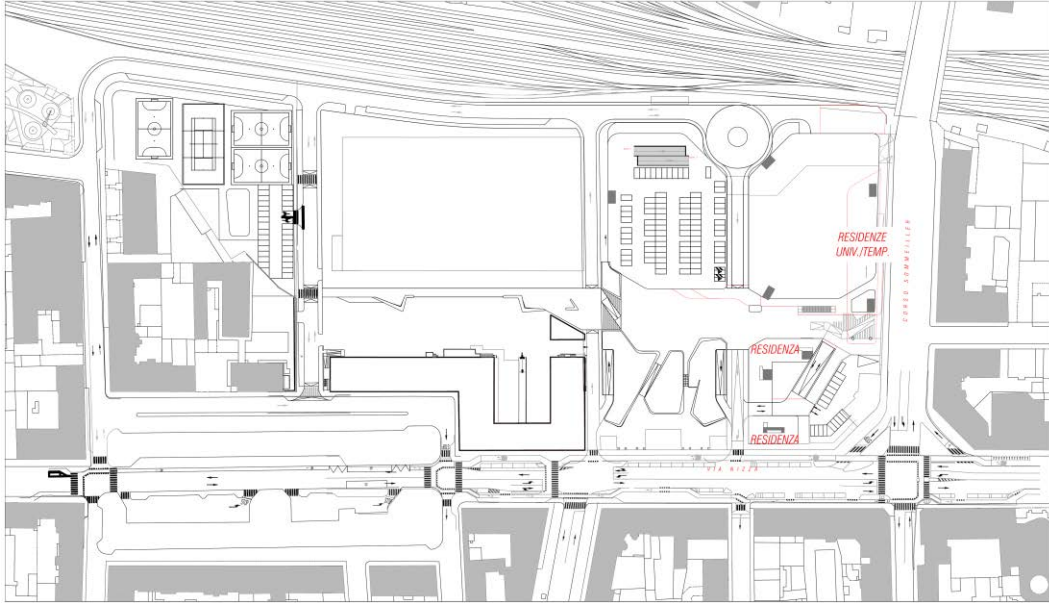 RESIDENZE
UNIV./TEMP.
CORSO SOMMEILLER
RESIDENZA
RESIDENZA
VIA NIZZA